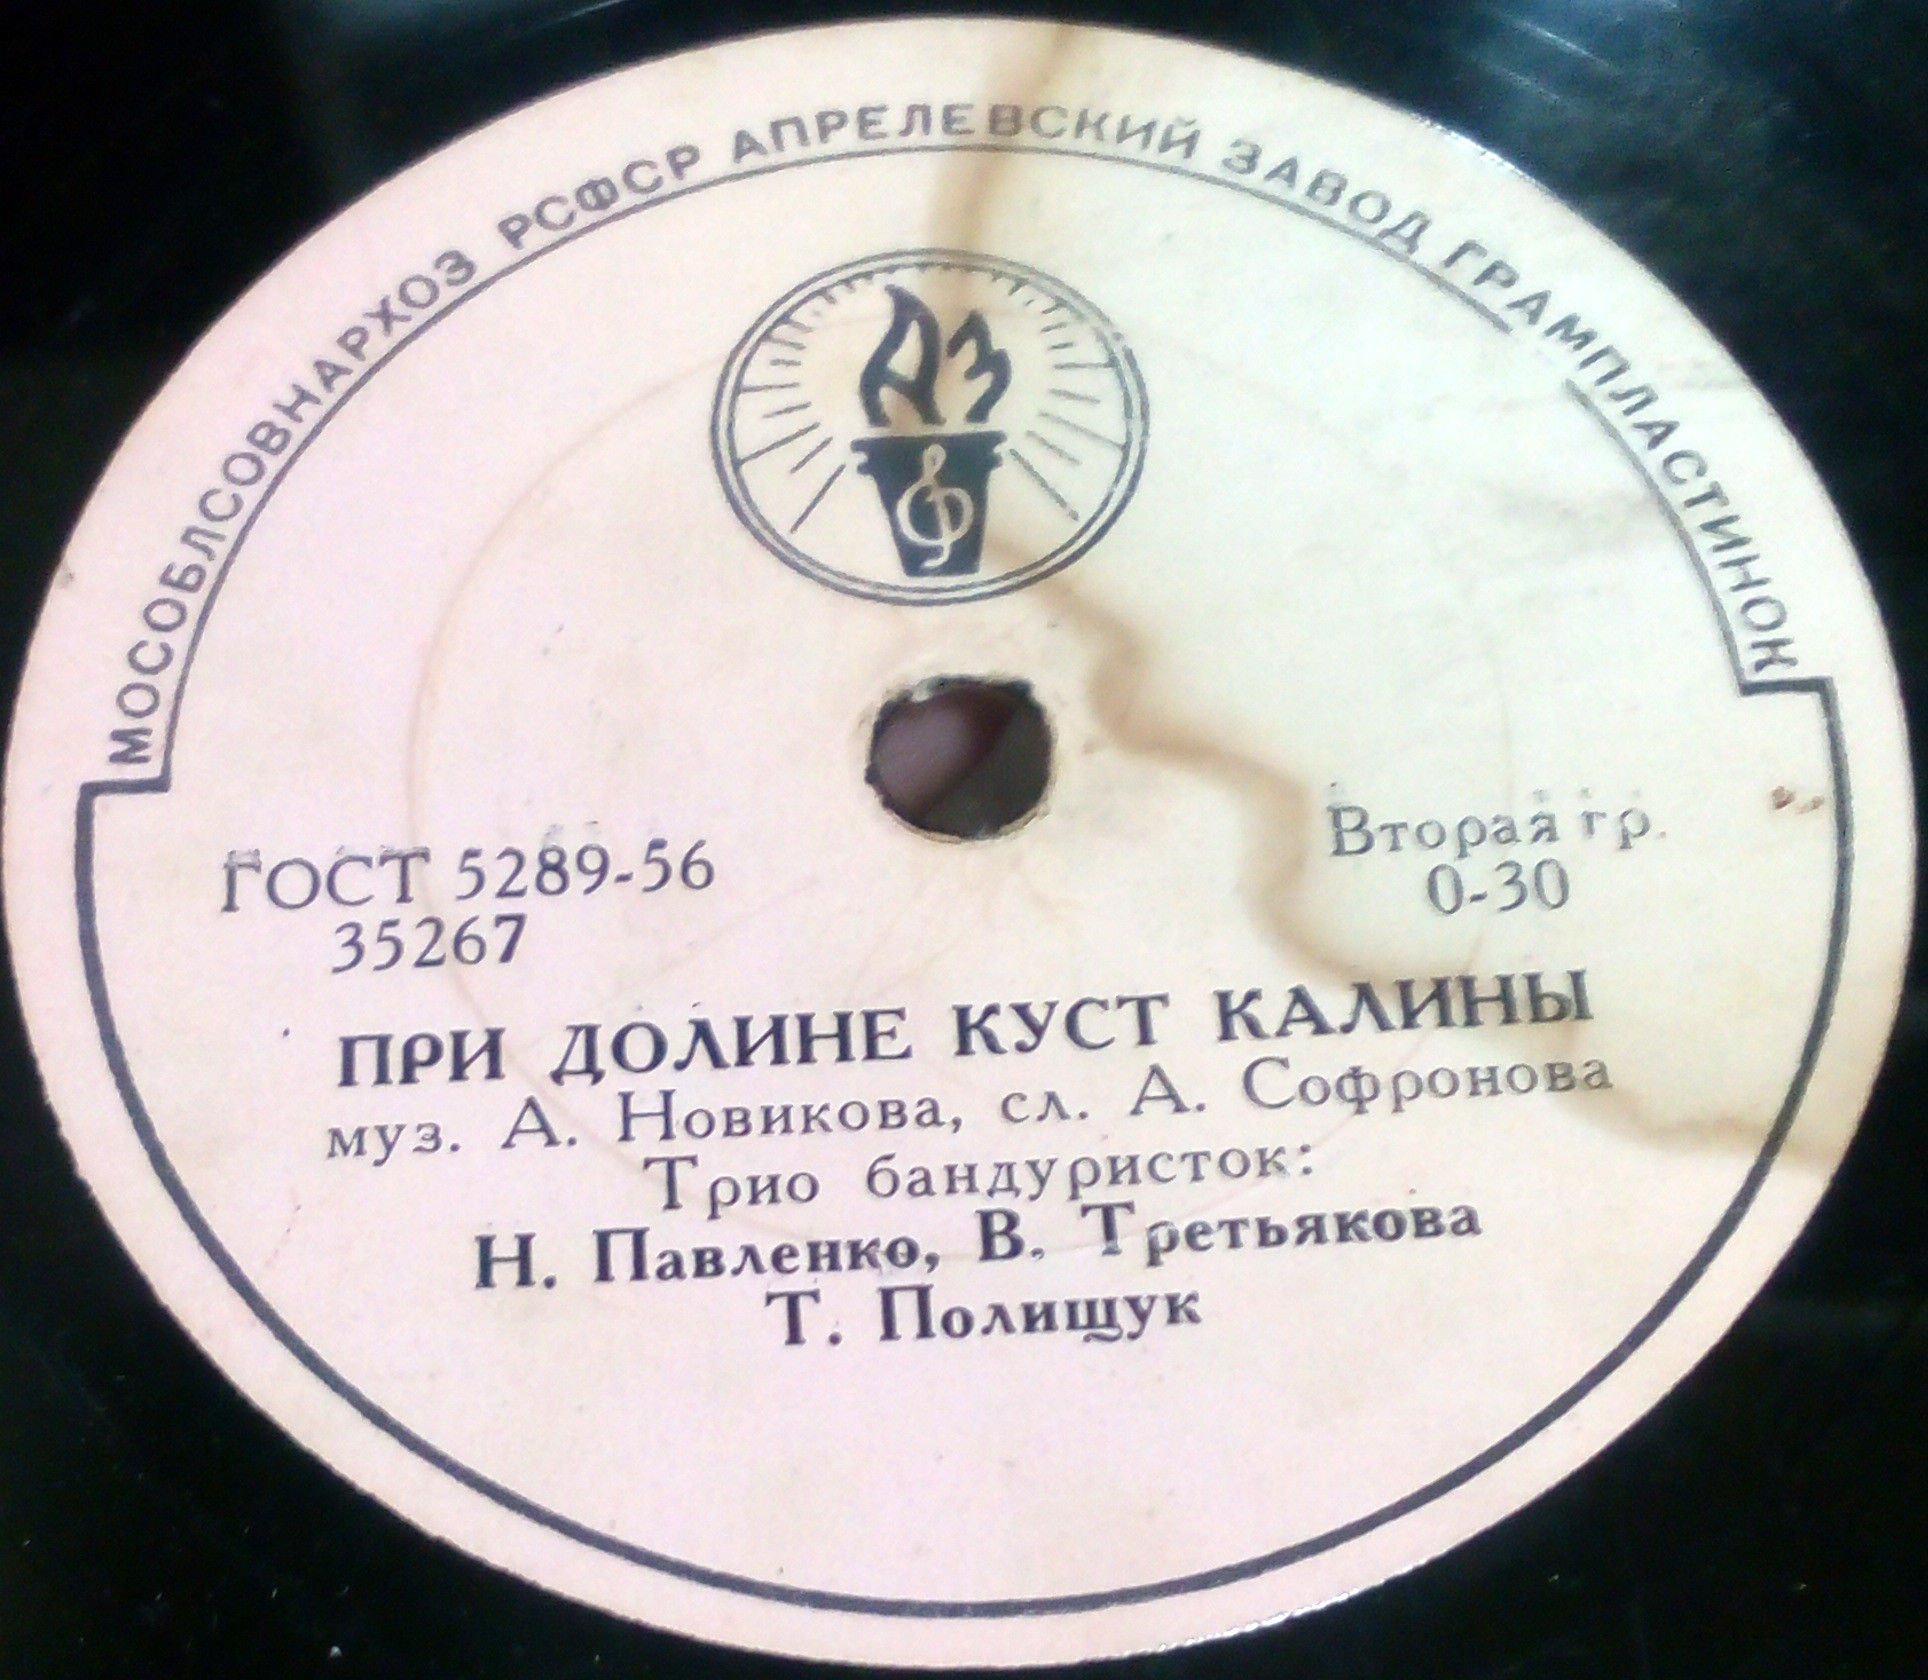 МОСОБЛСОВНАРХОЗ РСФСР АПРЕЛЕВСКИЙ ЗАВОД ГРАМПЛАСТИНОК
АЗ
ГОСТ 5289-56
35267
Вторая гр.
0-30
ПРИ ДОЛИНЕ КУСТ КАЛИНЫ
муз. А. Новикова, сл. А. Софронова
Трио бандуристок:
Н. Павленко, В. Третьякова
Т. Полищук